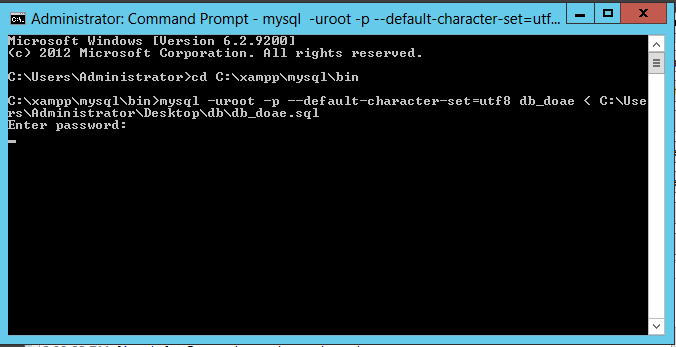 Administrator: Command Prompt - mysql -uroot -p --default-character-set=utf...
Microsoft Windows [Version 6.2.9200]
(c) 2012 Microsoft Corporation. All rights reserved.
C:\Users\Administrator>cd C:\xampp\mysql\bin
C:\xampp\mysql\bin>mysql -uroot -p --default-character-set=utf8 db_doae < C:\Use
rs\Administrator\Desktop\db\db_doae.sql
Enter password: